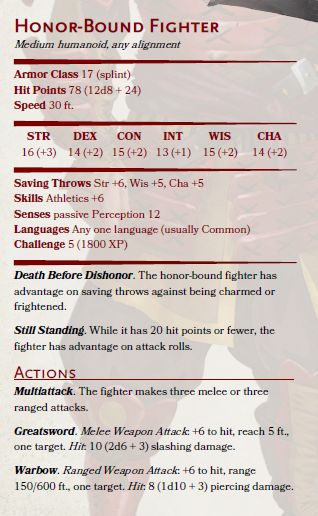 Honor-Bound Fighter
Medium humanoid, any alignment
Armor Class 17 (splint)
Hit Points 78 (12d8 + 24)
Speed 30 ft.
STR DEX CON INT WIS CHA
16 (+3) 14 (+2) 15 (+2) 13 (+1) 15 (+2) 14 (+2)
Saving Throws Str +6, Wis +5, Cha +5
Skills Athletics +6
Senses passive Perception 12
Languages Any one language (usually Common)
Challenge 5 (1800 XP)
Death Before Dishonor. The honor-bound fighter has
advantage on saving throws against being charmed or
frightened.
Still Standing. While it has 20 hit points or fewer, the
fighter has advantage on attack rolls.
Actions
Multiattack. The fighter makes three melee or three
ranged attacks.
Greatsword. Melee Weapon Attack: +6 to hit, reach 5 ft.,
one target. Hit: 10 (2d6 + 3) slashing damage.
Warbow. Ranged Weapon Attack: +6 to hit, range
150/600 ft., one target. Hit: 8 (1d10 + 3) piercing damage.